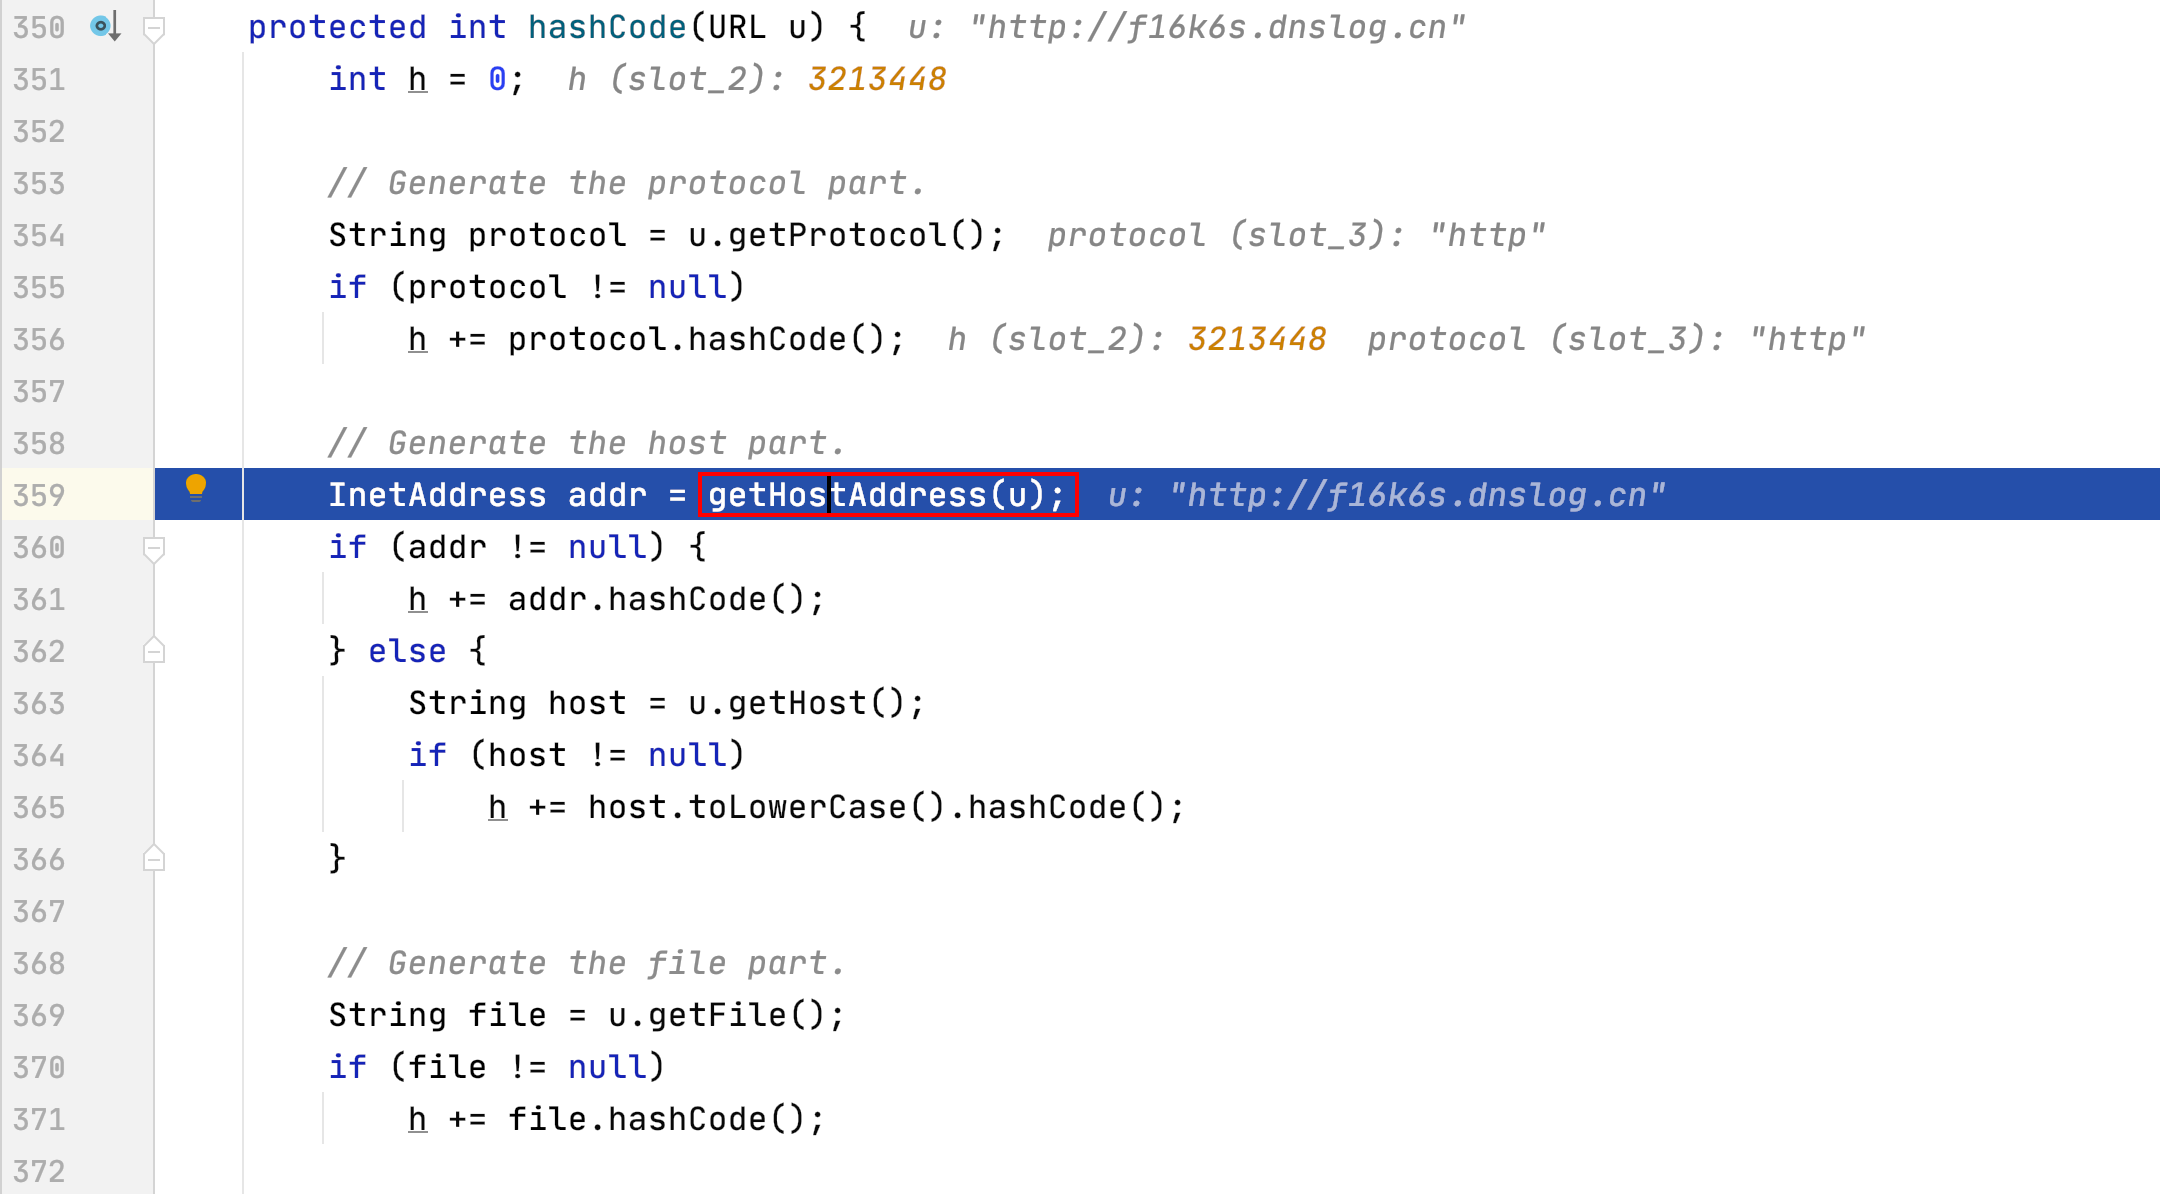 350 protected int hashCode(URL u) { u: "http://f16k6s.dnslog.cn"
351 int h = 0; h (slot_2): 3213448
352
353 // Generate the protocol part.
354 String protocol = u.getProtocol(); protocol (slot_3): "http"
355 if (protocol != null)
356 h += protocol.hashCode(); h (slot_2): 3213448 protocol (slot_3): "http"
357
358 // Generate the host part.
359 InetAddress addr = getHostAddress(u); u: "http://f16k6s.dnslog.cn"
360 if (addr != null) {
361 h += addr.hashCode();
362 } else {
363 String host = u.getHost();
364 if (host != null)
365 h += host.toLowerCase().hashCode();
366 }
367
368 // Generate the file part.
369 String file = u.getFile();
370 if (file != null)
371 h += file.hashCode();
372